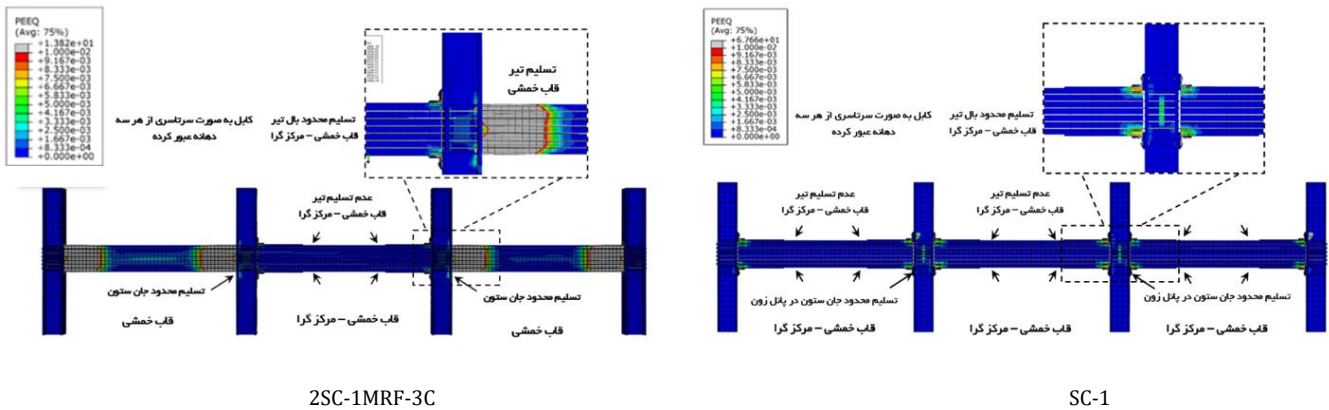 PEEQ
(Avg: 75%)
+1.382e+01
+1.000e-02
+9.167e-03
+8.333e-03
+7.500e-03
+6.667e-03
+5.833e-03
+5.000e-03
+4.167e-03
+3.333e-03
+2.500e-03
+1.667e-03
+8.333e-04
+0.000e+00
کابل به صورت سرتاسری از هر سه
دهانه عبور کرده
تسلیم محدود بال تیر
قاب خمشی – مرکز گرا
تسلیم تیر
قاب خمشی
عدم تسلیم تیر
قاب خمشی – مرکز گرا
تسلیم محدود جان ستون
تسلیم محدود جان ستون
قاب خمشی
قاب خمشی – مرکز گرا
قاب خمشی
2SC-1MRF-3C
PEEQ
(Avg: 75%)
+6.766e+01
+1.000e-02
+9.167e-03
+8.333e-03
+7.500e-03
+6.667e-03
+5.833e-03
+5.000e-03
+4.167e-03
+3.333e-03
+2.500e-03
+1.667e-03
+8.333e-04
+0.000e+00
کابل به صورت سرتاسری از هر سه
دهانه عبور کرده
تسلیم محدود بال تیر
قاب خمشی – مرکز گرا
عدم تسلیم تیر
قاب خمشی – مرکز گرا
عدم تسلیم تیر
قاب خمشی – مرکز گرا
عدم تسلیم تیر
قاب خمشی – مرکز گرا
تسلیم محدود جان ستون در پانل زون
تسلیم محدود جان ستون در پانل زون
قاب خمشی – مرکز گرا
قاب خمشی – مرکز گرا
قاب خمشی – مرکز گرا
SC-1